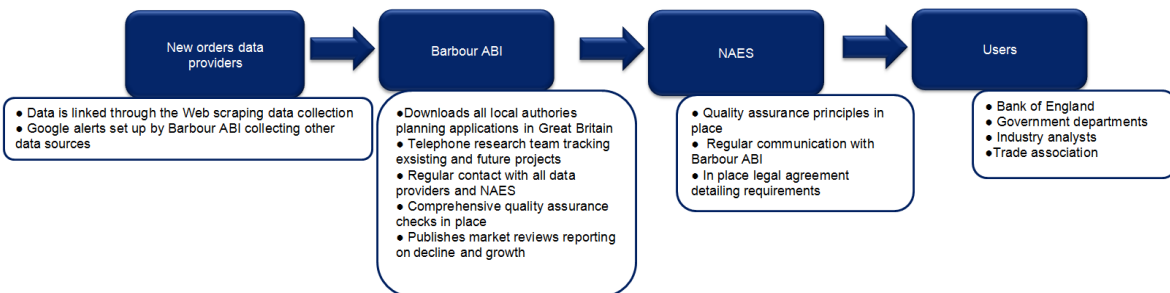 New orders data
providers
Barbour ABI
NAES
Users
● Data is linked through the Web scraping data collection
● Google alerts set up by Barbour ABI collecting other
data sources
●Downloads all local authories
planning applications in Great Britain
● Telephone research team tracking
exsisting and future projects
● Regular contact with all data
providers and NAES
● Comprehensive quality assurance
checks in place
● Publishes market reviews reporting
on decline and growth
● Quality assurance principles in
place
● Regular communication with
Barbour ABI
● In place legal agreement
detailing requirements
● Bank of England
● Government departments
● Industry analysts
●Trade association